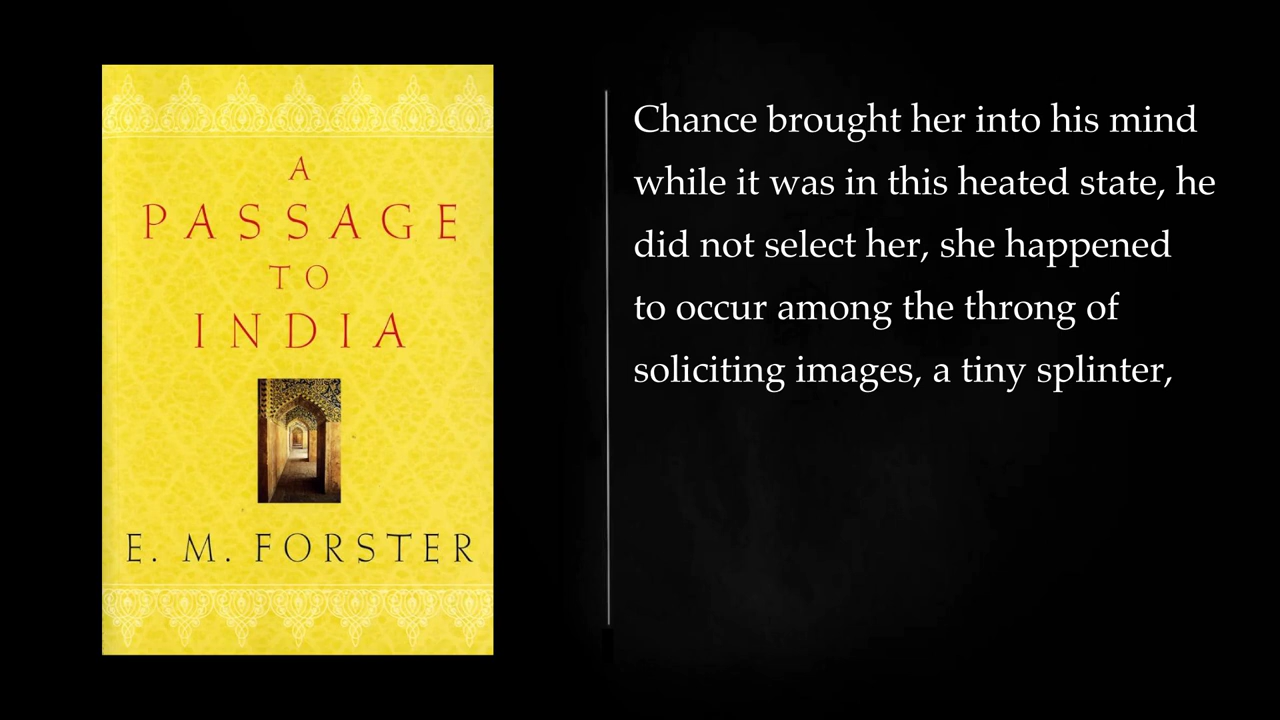 A
PASSAGE
TO
INDIA
E. M. FORSTER
Chance brought her into his mind
while it was in this heated state, he
did not select her, she happened
to occur among the throng of
soliciting images, a tiny splinter,